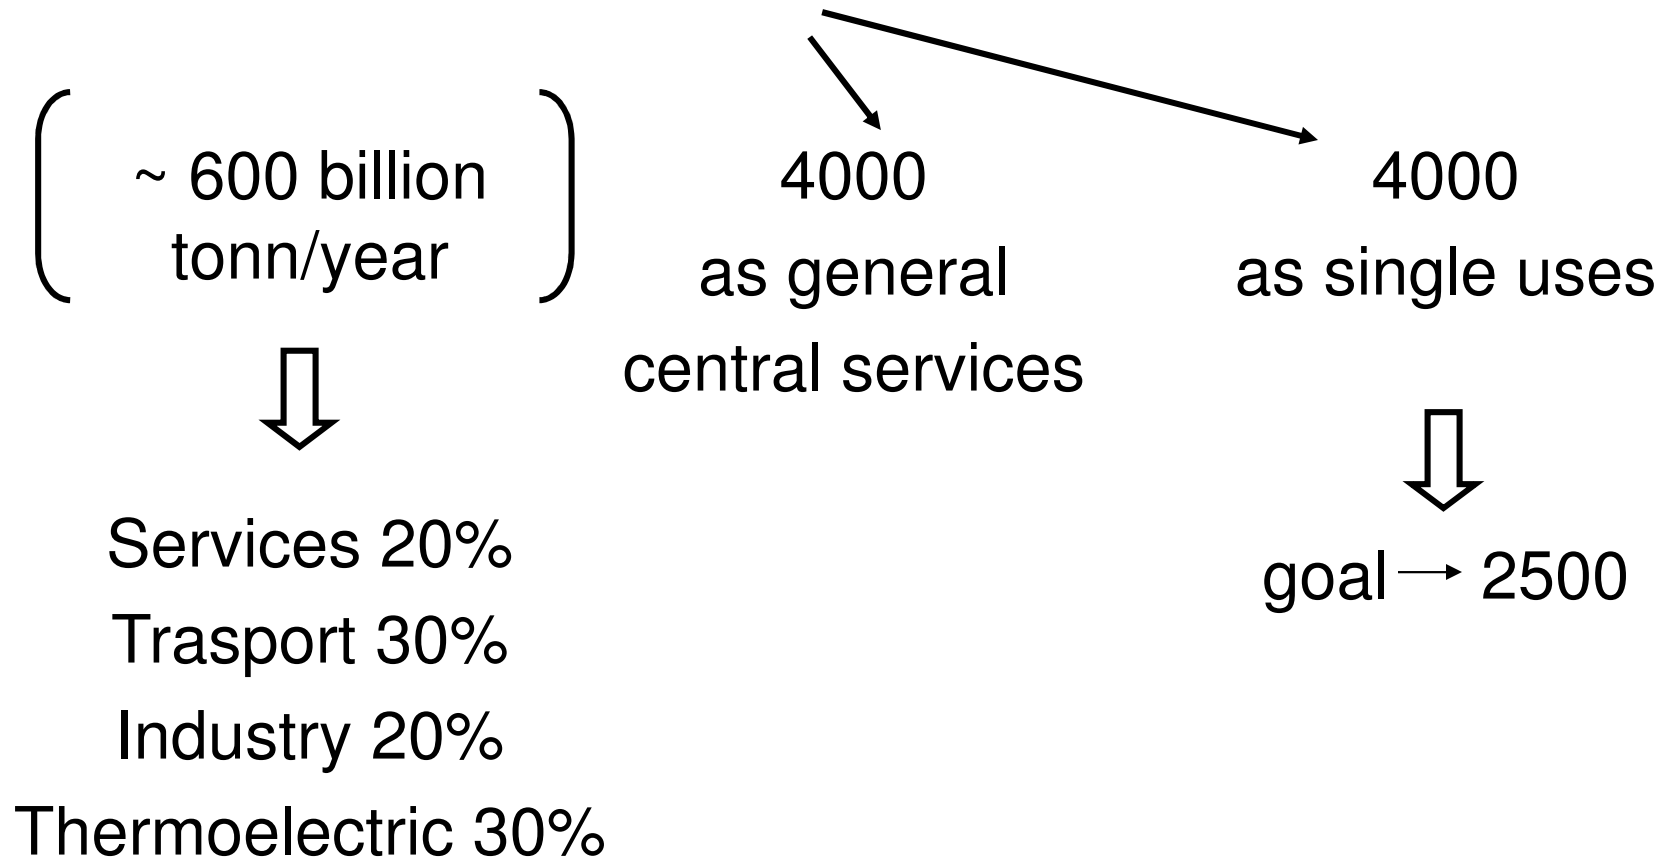 ~ 600 billion
tonn/year
Services 20%
Trasport 30%
Industry 20%
Thermoelectric 30%
4000
as general
central services
4000
as single uses
goal → 2500